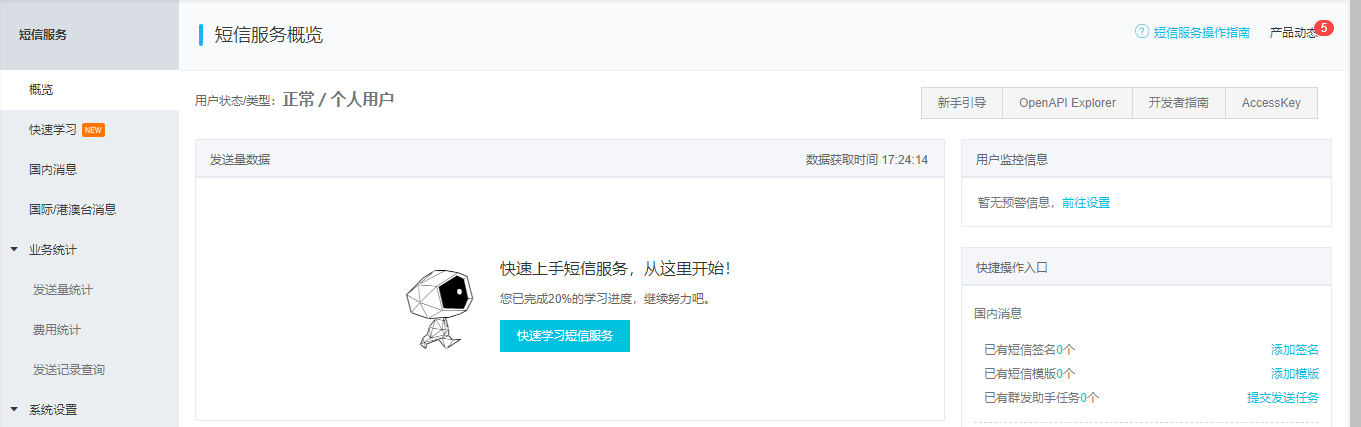 短信服务
概览
快速学习 NEW
国内消息
国际/港澳台消息
业务统计
发送量统计
费用统计
发送记录查询
系统设置
短信服务概览
? 短信服务操作指南
产品动态 5
用户状态/类型：正常 / 个人用户
新手引导 OpenAPI Explorer 开发者指南 AccessKey
发送量数据 数据获取时间 17:24:14
快速上手短信服务，从这里开始！
您已完成20%的学习进度，继续努力吧。
快速学习短信服务
用户监控信息
暂无预警信息，前往设置
快捷操作入口
国内消息
已有短信签名0个 添加签名
已有短信模版0个 添加模版
已有群发助手任务0个 提交发送任务